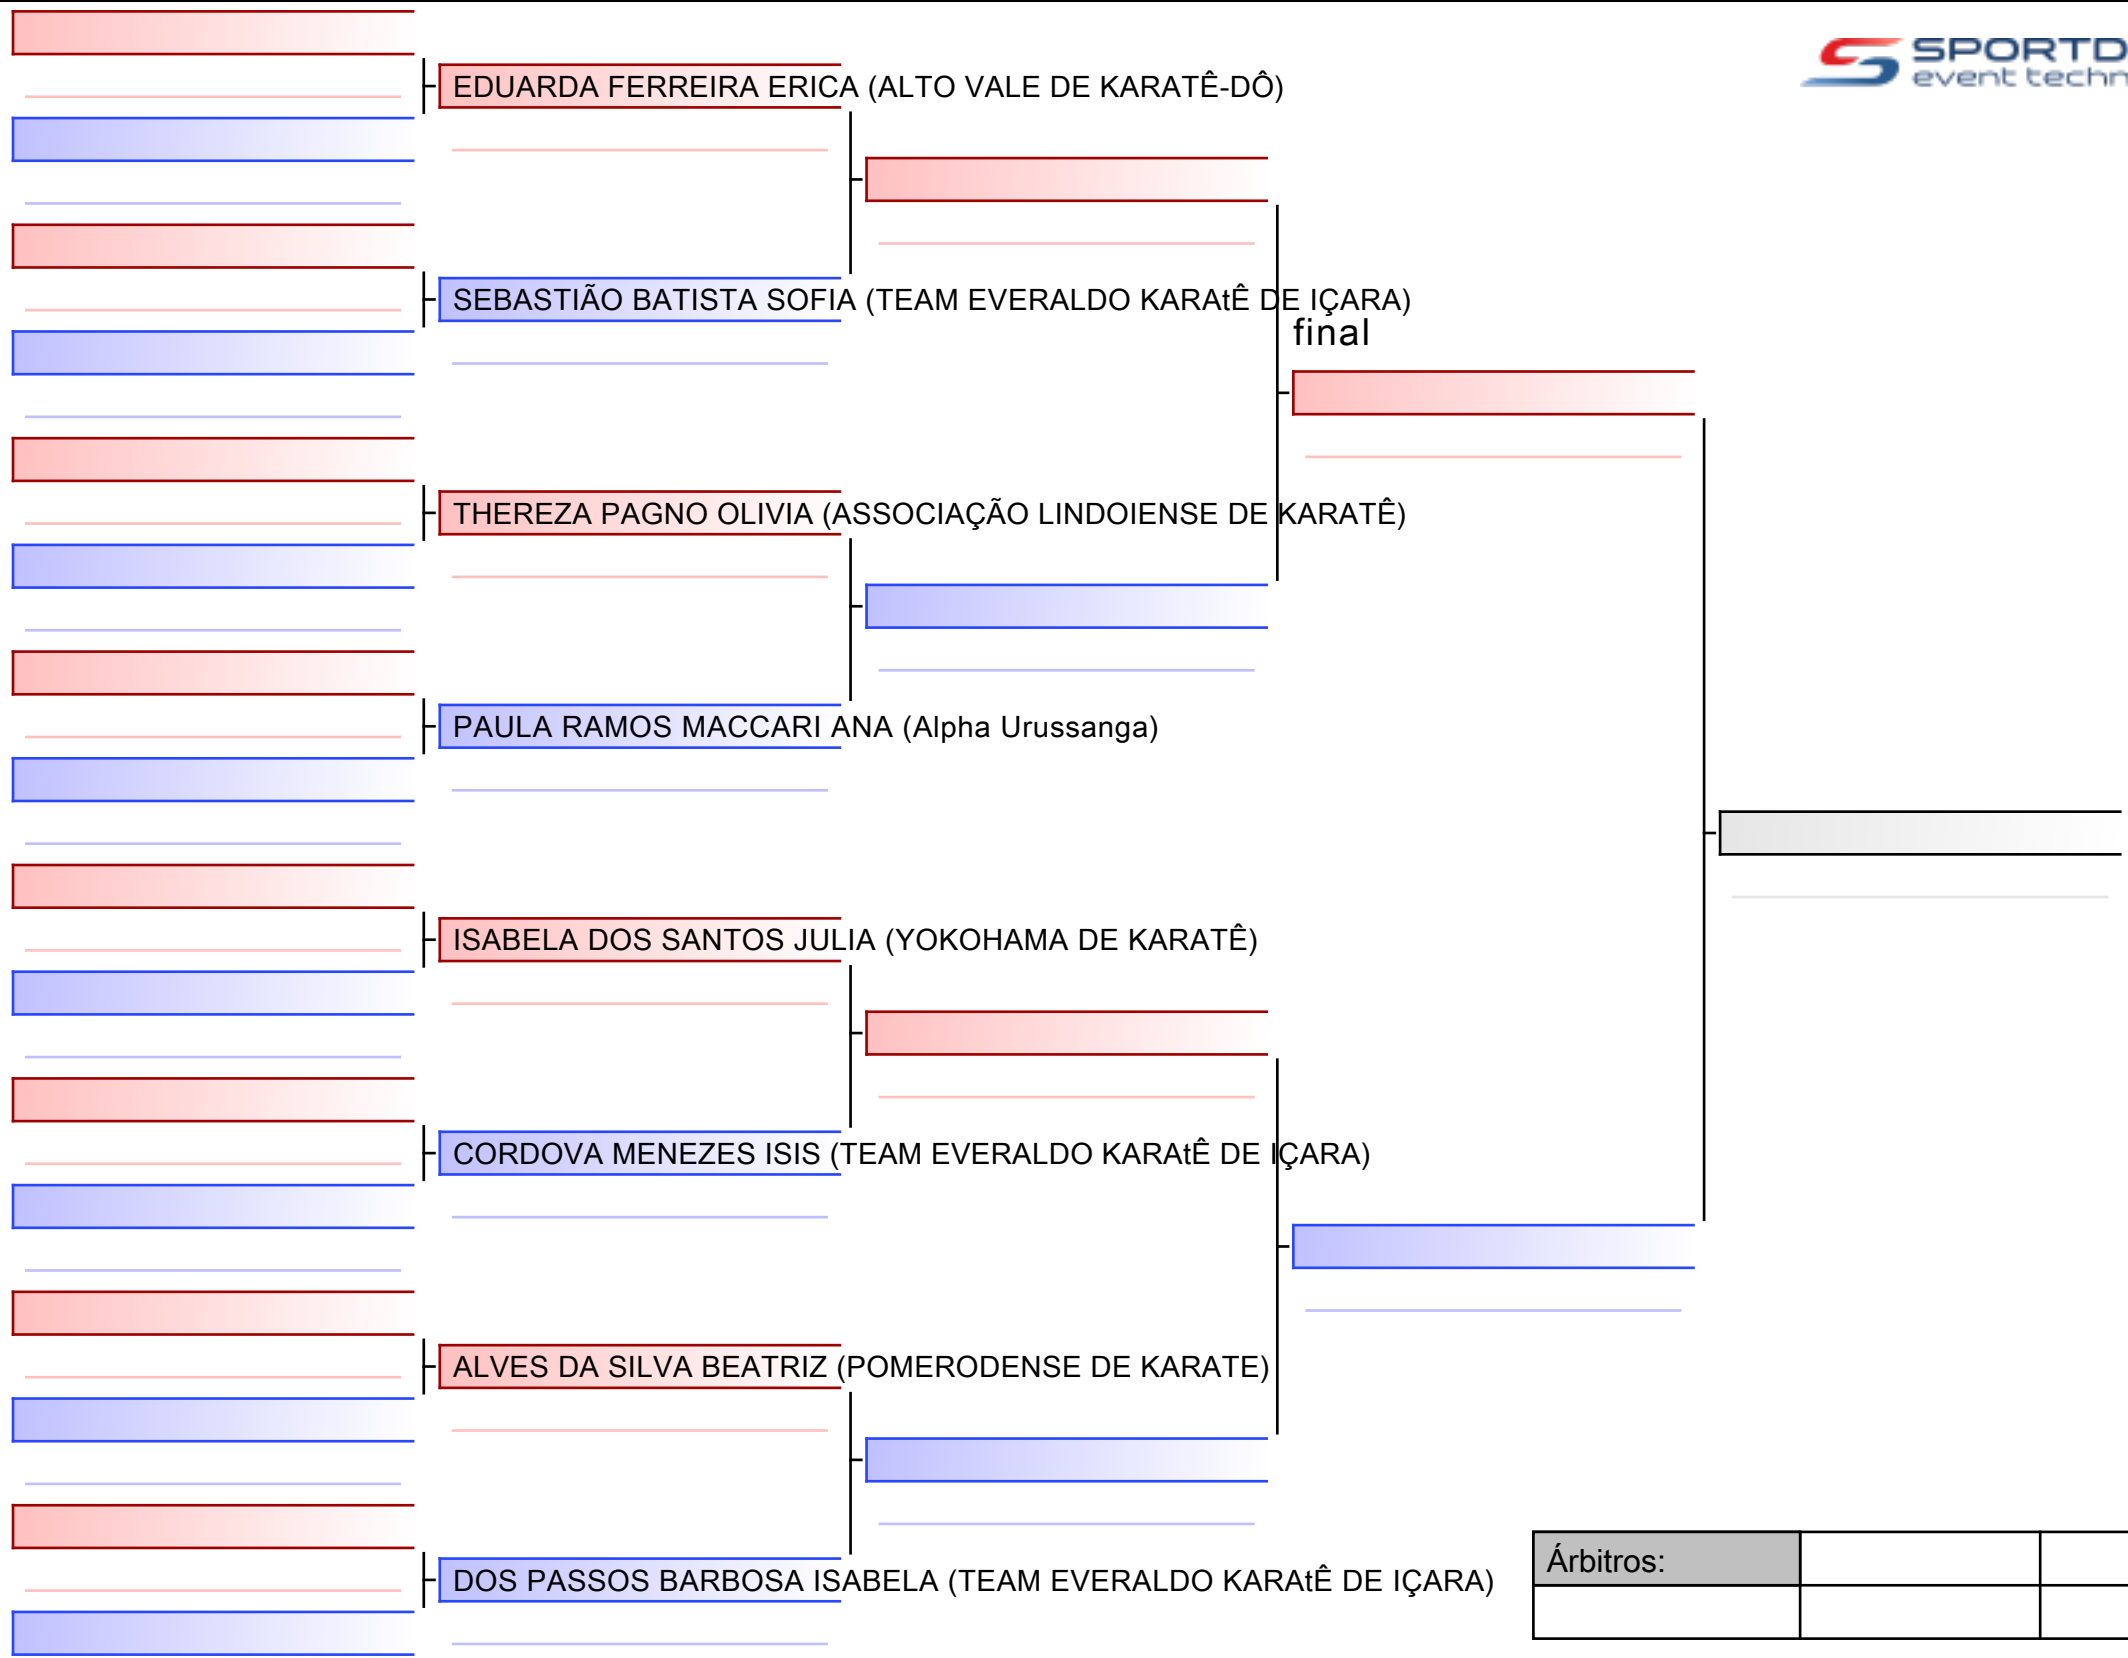 SPORTD
event techn
EDUARDA FERREIRA ERICA (ALTO VALE DE KARATÊ-DÔ)
SEBASTIÃO BATISTA SOFIA (TEAM EVERALDO KARAtÊ DE IÇARA)
final
THEREZA PAGNO OLIVIA (ASSOCIAÇÃO LINDOIENSE DE KARATÊ)
PAULA RAMOS MACCARI ANA (Alpha Urussanga)
ISABELA DOS SANTOS JULIA (YOKOHAMA DE KARATÊ)
CORDOVA MENEZES ISIS (TEAM EVERALDO KARAtÊ DE IÇARA)
ALVES DA SILVA BEATRIZ (POMERODENSE DE KARATE)
DOS PASSOS BARBOSA ISABELA (TEAM EVERALDO KARAtÊ DE IÇARA)
Árbitros: